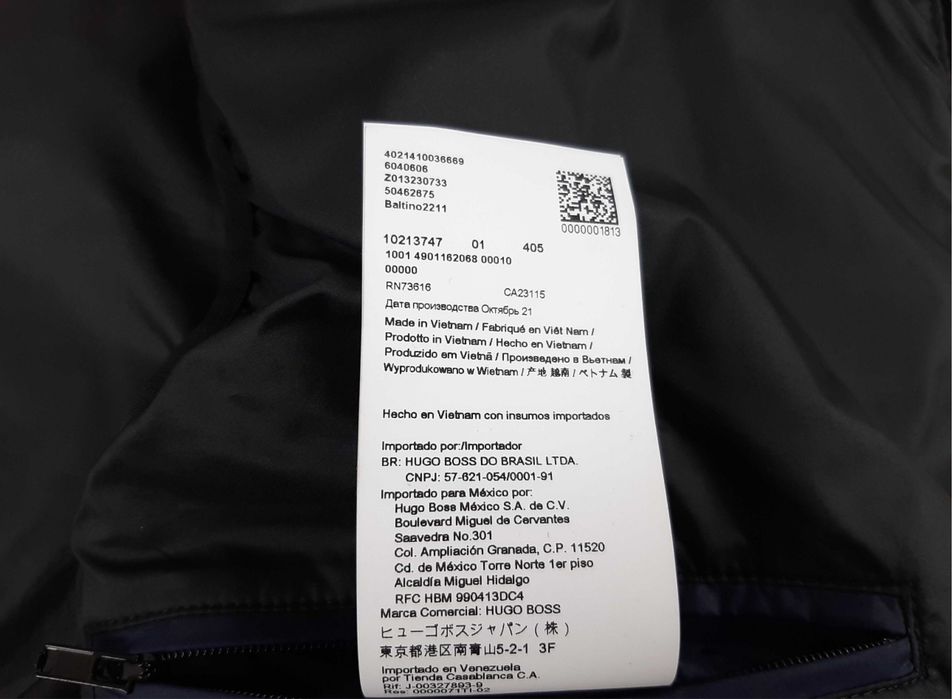 4021410036669
6040606
Z013230733
50462675
Baltino2211
0000001813
10213747 01 405
1001 4901162068 00010
00000
RN73616 CA23115
Дата производства Октябрь 21
Made in Vietnam / Fabriqué en Viêt Nam /
Prodotto in Vietnam / Hecho en Vietnam /
Produzido em Vietnã / Произведено в Вьетнам /
Wyprodukowano w Wietnam / 产地 越南 / ベトナム 製
Hecho en Vietnam con insumos importados
Importado por:/Importador
BR: HUGO BOSS DO BRASIL LTDA.
CNPJ: 57-621-054/0001-91
Importado para México por:
Hugo Boss México S.A. de C.V.
Boulevard Miguel de Cervantes
Saavedra No.301
Col. Ampliación Granada, C.P. 11520
Cd. de México Torre Norte 1er piso
Alcaldía Miguel Hidalgo
RFC HBM 990413DC4
Marca Comercial: HUGO BOSS
ヒューゴボスジャパン(株)
東京都港区南青山5-2-1 3F
Importado en Venezuela
por Tienda Casablanca C.A.
Rif: J-00327893-9
Res: 0000071TI-02